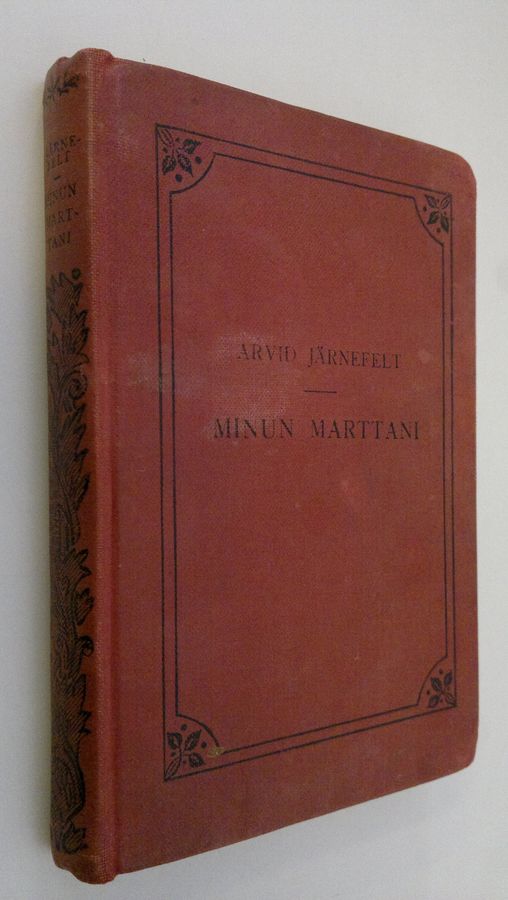 JÄRNE-
FELT
MINUN
MART-
TANI
ARVID JÄRNEFELT
MINUN MARTTANI